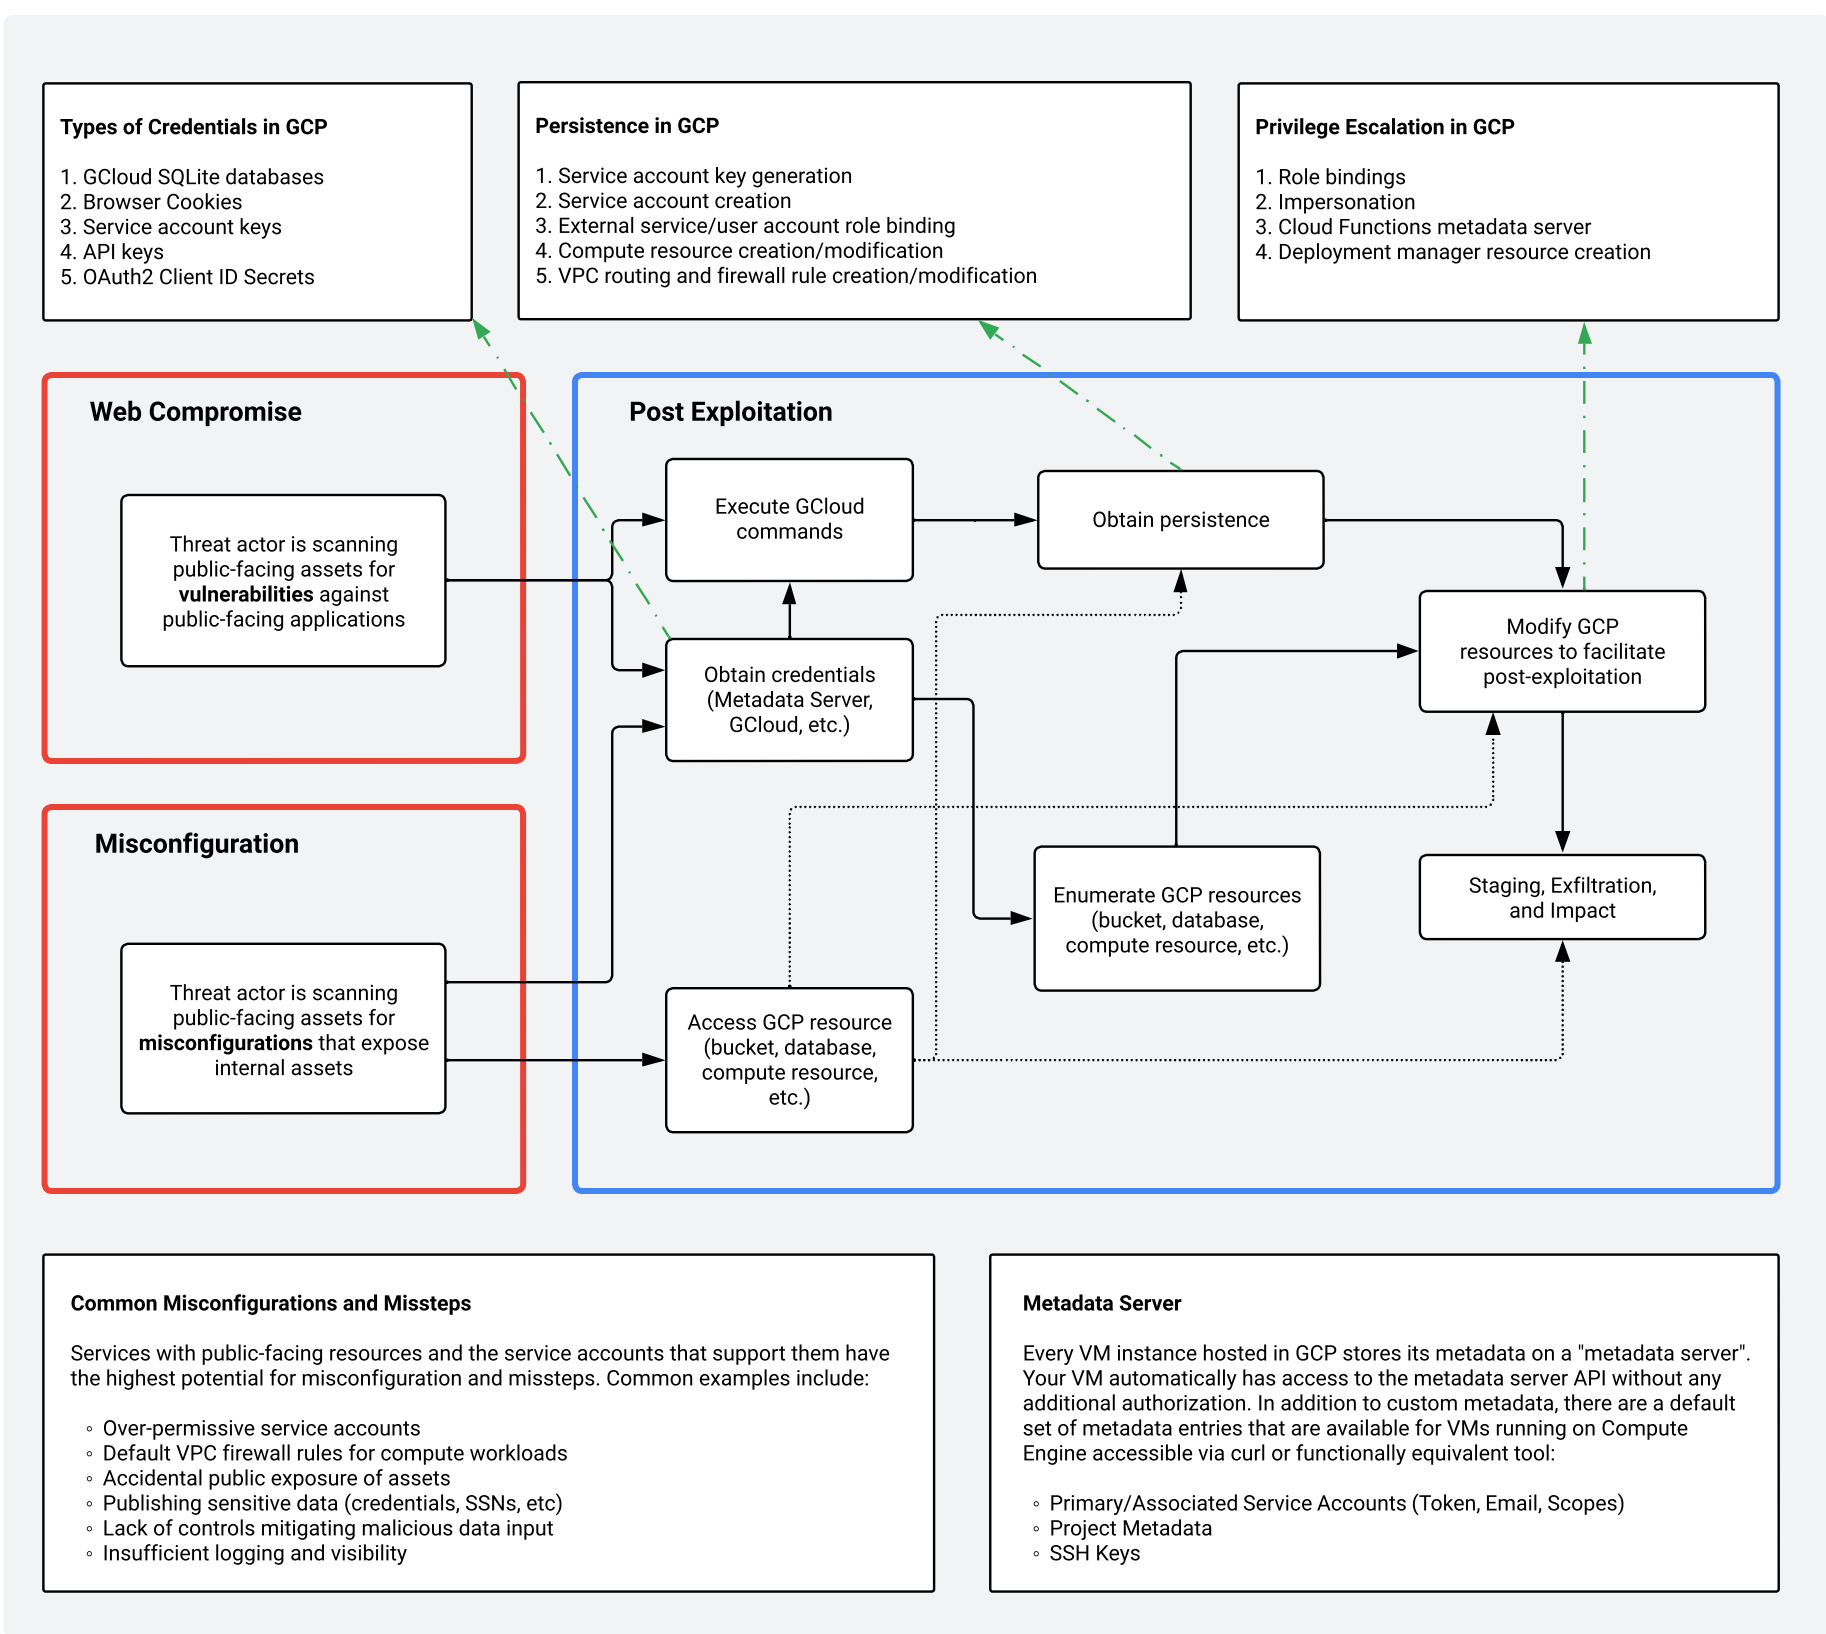 Types of Credentials in GCP
1. GCloud SQLite databases
2. Browser Cookies
3. Service account keys
4. API keys
5. OAuth2 Client ID Secrets
Persistence in GCP
1. Service account key generation
2. Service account creation
3. External service/user account role binding
4. Compute resource creation/modification
5. VPC routing and firewall rule creation/modification
Privilege Escalation in GCP
1. Role bindings
2. Impersonation
3. Cloud Functions metadata server
4. Deployment manager resource creation
Web Compromise
Threat actor is scanning
public-facing assets for
vulnerabilities against
public-facing applications
Misconfiguration
Threat actor is scanning
public-facing assets for
misconfigurations that expose
internal assets
Post Exploitation
Execute GCloud
commands
Obtain persistence
Obtain credentials
(Metadata Server,
GCloud, etc.)
Modify GCP
resources to facilitate
post-exploitation
Enumerate GCP resources
(bucket, database,
compute resource, etc.)
Staging, Exfiltration,
and Impact
Access GCP resource
(bucket, database,
compute resource,
etc.)
Common Misconfigurations and Missteps
Services with public-facing resources and the service accounts that support them have
the highest potential for misconfiguration and missteps. Common examples include:
◦ Over-permissive service accounts
◦ Default VPC firewall rules for compute workloads
◦ Accidental public exposure of assets
◦ Publishing sensitive data (credentials, SSNs, etc)
◦ Lack of controls mitigating malicious data input
◦ Insufficient logging and visibility
Metadata Server
Every VM instance hosted in GCP stores its metadata on a "metadata server".
Your VM automatically has access to the metadata server API without any
additional authorization. In addition to custom metadata, there are a default
set of metadata entries that are available for VMs running on Compute
Engine accessible via curl or functionally equivalent tool:
◦ Primary/Associated Service Accounts (Token, Email, Scopes)
◦ Project Metadata
◦ SSH Keys